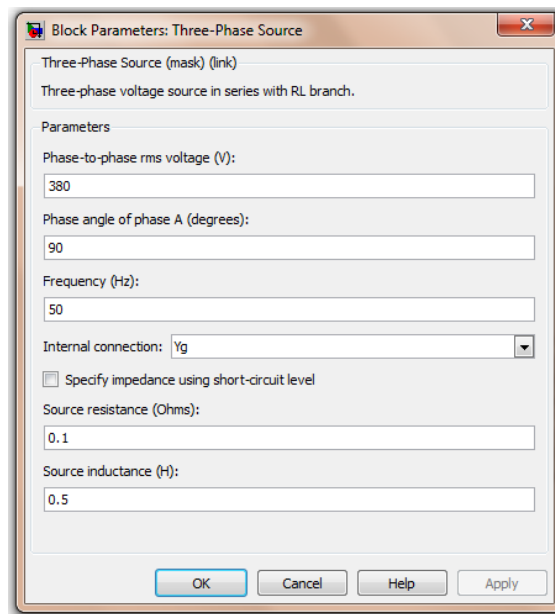 Block Parameters: Three-Phase Source
Three-Phase Source (mask) (link)
Three-phase voltage source in series with RL branch.
Parameters
Phase-to-phase rms voltage (V):
380
Phase angle of phase A (degrees):
90
Frequency (Hz):
50
Internal connection: Yg
Specify impedance using short-circuit level
Source resistance (Ohms):
0.1
Source inductance (H):
0.5
OK Cancel Help Apply